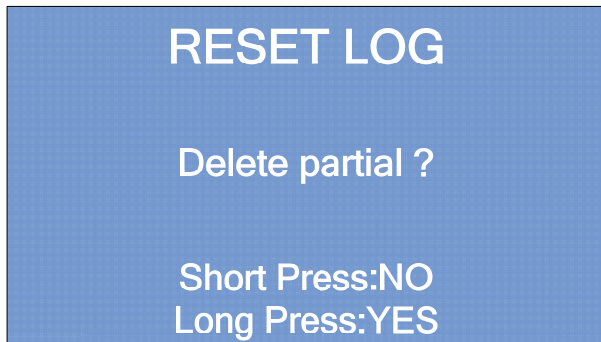 RESET LOG
Delete partial ?
Short Press:NO
Long Press:YES